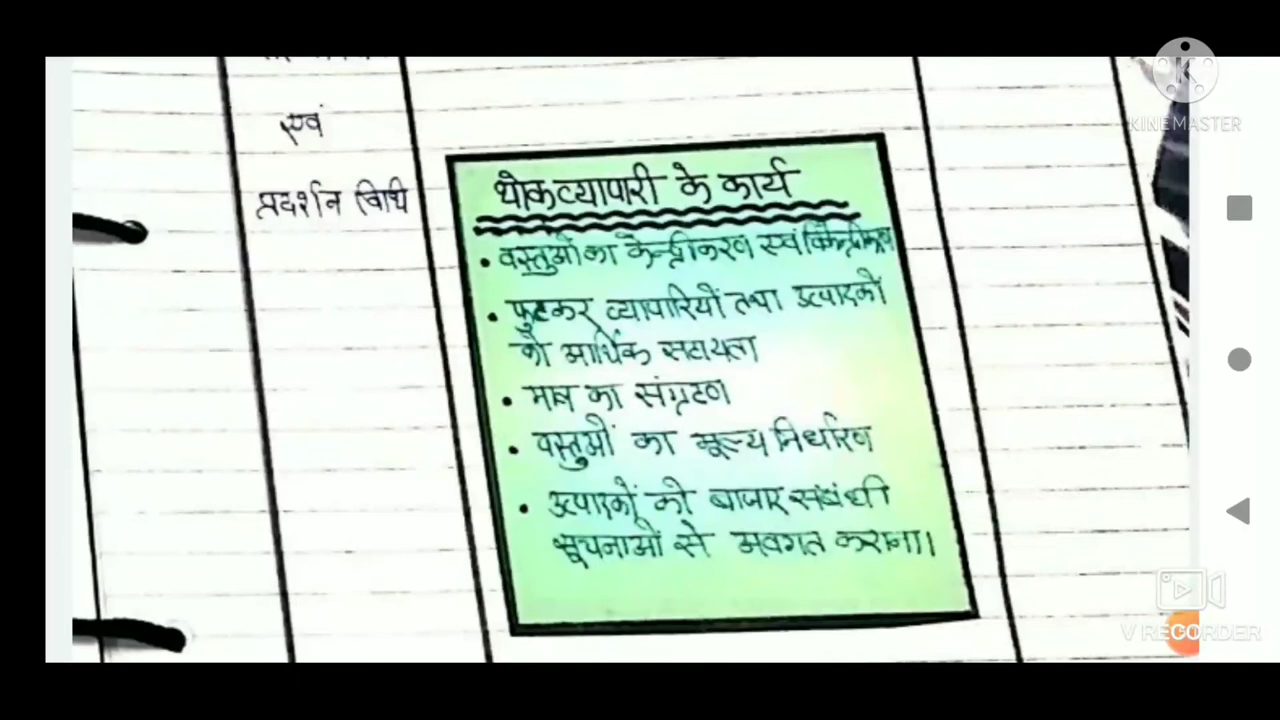 एवं
प्रदर्शन विधि
थोकव्यापारी के कार्य
• वस्तुओं का केन्द्रीकरण एवं विकेन्द्रीकरण
• फुटकर व्यापारियों तथा उत्पादकों
को आर्थिक सहायता
• माल का संग्रहण
• वस्तुओं का मूल्य निर्धारण
• उत्पादकों को बाजार संबंधी
सूचनाओं से अवगत कराना।
KINEMASTER
V RECORDER